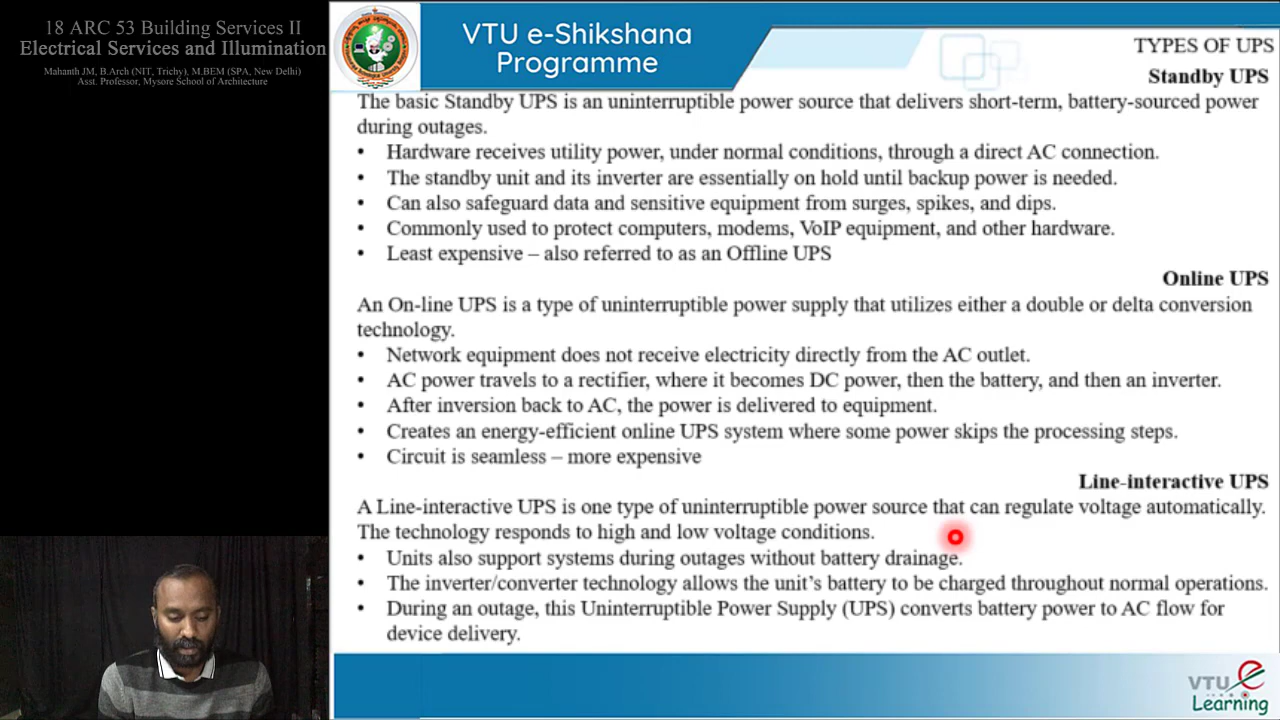 18 ARC 53 Building Services II
Electrical Services and Illumination
Mahanth JM, B.Arch (NIT, Trichy), M.BEM (SPA, New Delhi)
Asst. Professor, Mysore School of Architecture
VTU e-Shikshana
Programme
TYPES OF UPS
Standby UPS
The basic Standby UPS is an uninterruptible power source that delivers short-term, battery-sourced power
during outages.
• Hardware receives utility power, under normal conditions, through a direct AC connection.
• The standby unit and its inverter are essentially on hold until backup power is needed.
• Can also safeguard data and sensitive equipment from surges, spikes, and dips.
• Commonly used to protect computers, modems, VoIP equipment, and other hardware.
• Least expensive – also referred to as an Offline UPS
Online UPS
An On-line UPS is a type of uninterruptible power supply that utilizes either a double or delta conversion
technology.
• Network equipment does not receive electricity directly from the AC outlet.
• AC power travels to a rectifier, where it becomes DC power, then the battery, and then an inverter.
• After inversion back to AC, the power is delivered to equipment.
• Creates an energy-efficient online UPS system where some power skips the processing steps.
• Circuit is seamless – more expensive
Line-interactive UPS
A Line-interactive UPS is one type of uninterruptible power source that can regulate voltage automatically.
The technology responds to high and low voltage conditions.
• Units also support systems during outages without battery drainage.
• The inverter/converter technology allows the unit's battery to be charged throughout normal operations.
• During an outage, this Uninterruptible Power Supply (UPS) converts battery power to AC flow for
device delivery.
VTU e
Learning